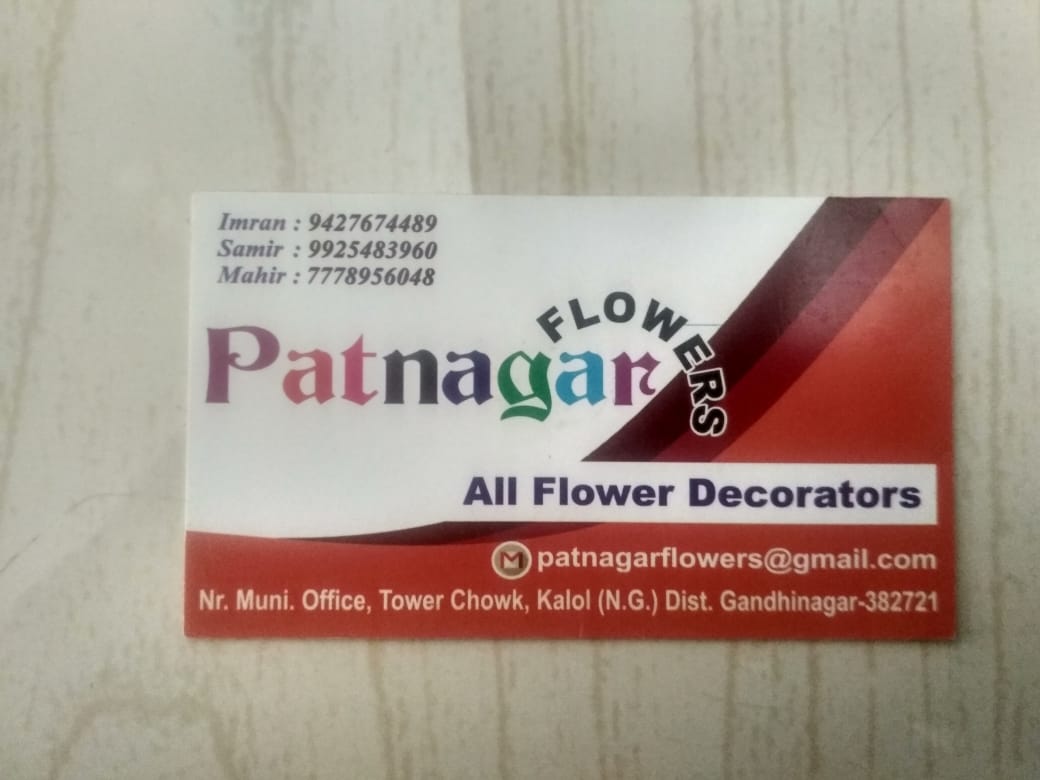 Imran : 9427674489
Samir : 9925483960
Mahir : 7778956048
Patnagar
FLOWERS
All Flower Decorators
patnagarflowers@gmail.com
Nr. Muni. Office, Tower Chowk, Kalol (N.G.) Dist. Gandhinagar-382721